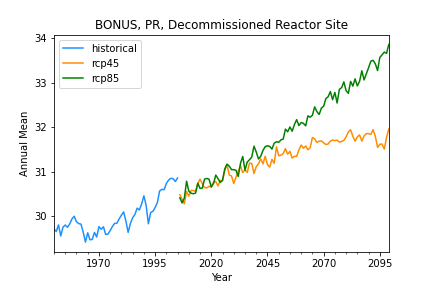 BONUS, PR, Decommissioned Reactor Site
34
33
32
31
30
Annual Mean
historical
rcp45
rcp85
1970
1995
2020
2045
2070
2095
Year